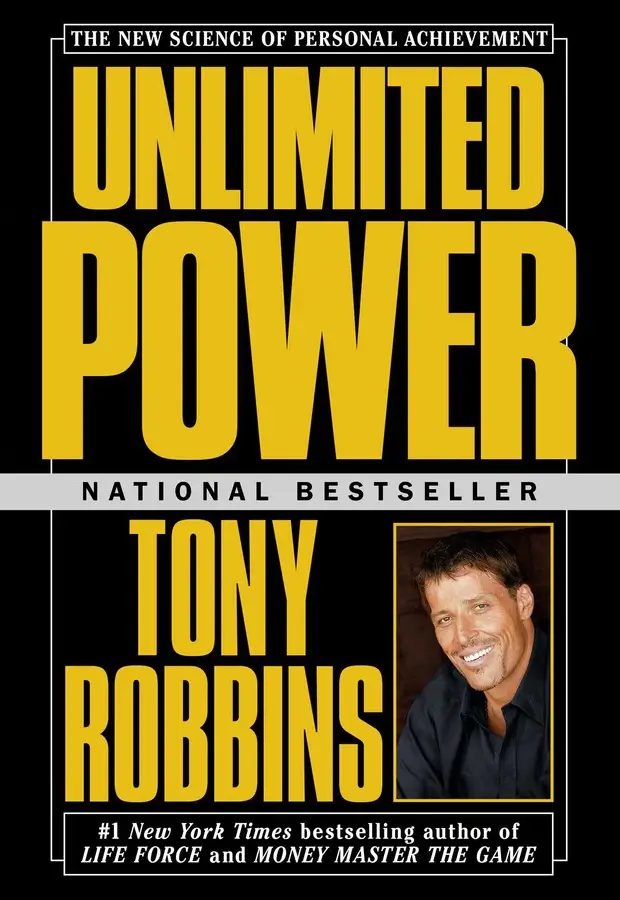 THE NEW SCIENCE OF PERSONAL ACHIEVEMENT
UNLIMITED
POWER
NATIONAL BESTSELLER
TONY
ROBBINS
#1 New York Times bestselling author of
LIFE FORCE and MONEY MASTER THE GAME